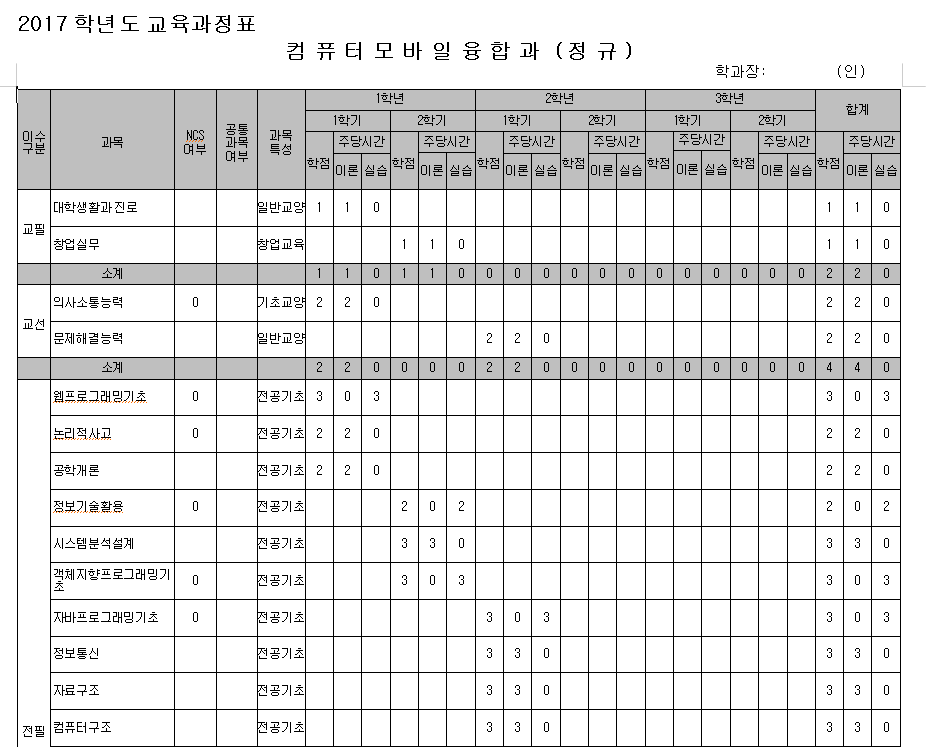 2017 학년도 교육과정표
컴 퓨 터 모 바 일 융 합 과 ( 정 규 )
학과장: (인)
이수구분 과목 NCS여부 공통과목여부 과목특성 1학년 2학년 3학년 합계
1학기 2학기 1학기 2학기 1학기 2학기
학점 주당시간 학점 주당시간 학점 주당시간 학점 주당시간 학점 주당시간 학점 주당시간 학점 주당시간
이론 실습 이론 실습 이론 실습 이론 실습 이론 실습 이론 실습 이론 실습
교필
대학생활과진로 일반교양 1 1 0 1 1 0
창업실무 창업교육 1 1 0 1 1 0
소계 1 1 0 1 1 0 0 0 0 0 0 0 0 0 0 0 0 0 2 2 0
교선
의사소통능력 0 기초교양 2 2 0 2 2 0
문제해결능력 일반교양 2 2 0 2 2 0
소계 2 2 0 0 0 0 2 2 0 0 0 0 0 0 0 0 0 0 4 4 0
웹프로그래밍기초 0 전공기초 3 0 3 3 0 3
논리적사고 0 전공기초 2 2 0 2 2 0
공학개론 전공기초 2 2 0 2 2 0
정보기술활용 0 전공기초 2 0 2 2 0 2
시스템분석설계 전공기초 3 3 0 3 3 0
객체지향프로그래밍기초 0 전공기초 3 0 3 3 0 3
자바프로그래밍기초 0 전공기초 3 0 3 3 0 3
정보통신 전공기초 3 3 0 3 3 0
자료구조 전공기초 3 3 0 3 3 0
전필 컴퓨터구조 전공기초 3 3 0 3 3 0